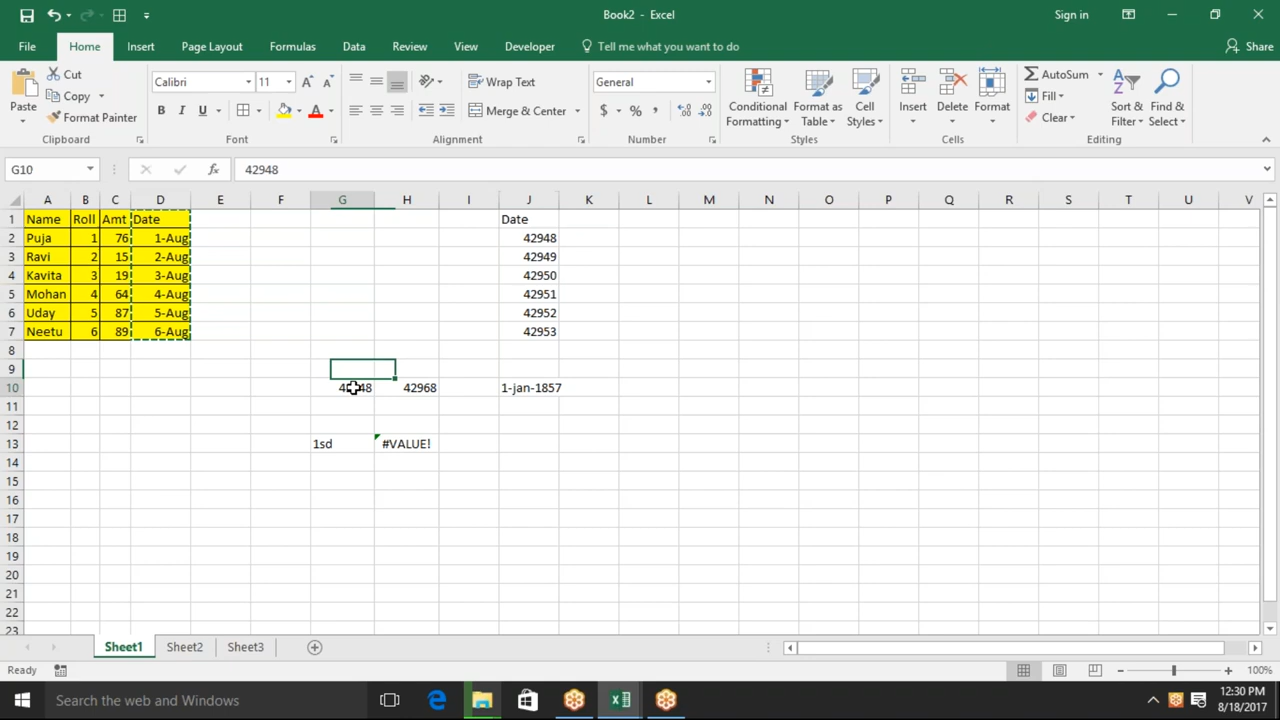 Book2 - Excel
Sign in
File Home Insert Page Layout Formulas Data Review View Developer Tell me what you want to do Share
Paste
Cut
Copy
Format Painter
Clipboard
Calibri 11
B I U
Font
Wrap Text
Merge & Center
Alignment
General
$ % ,
Number
Conditional Formatting
Format as Table
Cell Styles
Styles
Insert
Delete
Format
Cells
AutoSum
Fill
Clear
Sort & Filter
Find & Select
Editing
G10 fx 42948
A B C D E F G H I J K L M N O P Q R S T U V
1 Name Roll Amt Date Date
2 Puja 1 76 1-Aug 42948
3 Ravi 2 15 2-Aug 42949
4 Kavita 3 19 3-Aug 42950
5 Mohan 4 64 4-Aug 42951
6 Uday 5 87 5-Aug 42952
7 Neetu 6 89 6-Aug 42953
8
9
10 42948 42968 1-jan-1857
11
12
13 1sd #VALUE!
14
15
16
17
18
19
20
21
22
23
Sheet1 Sheet2 Sheet3
Ready 100%
Search the web and Windows
12:30 PM
8/18/2017